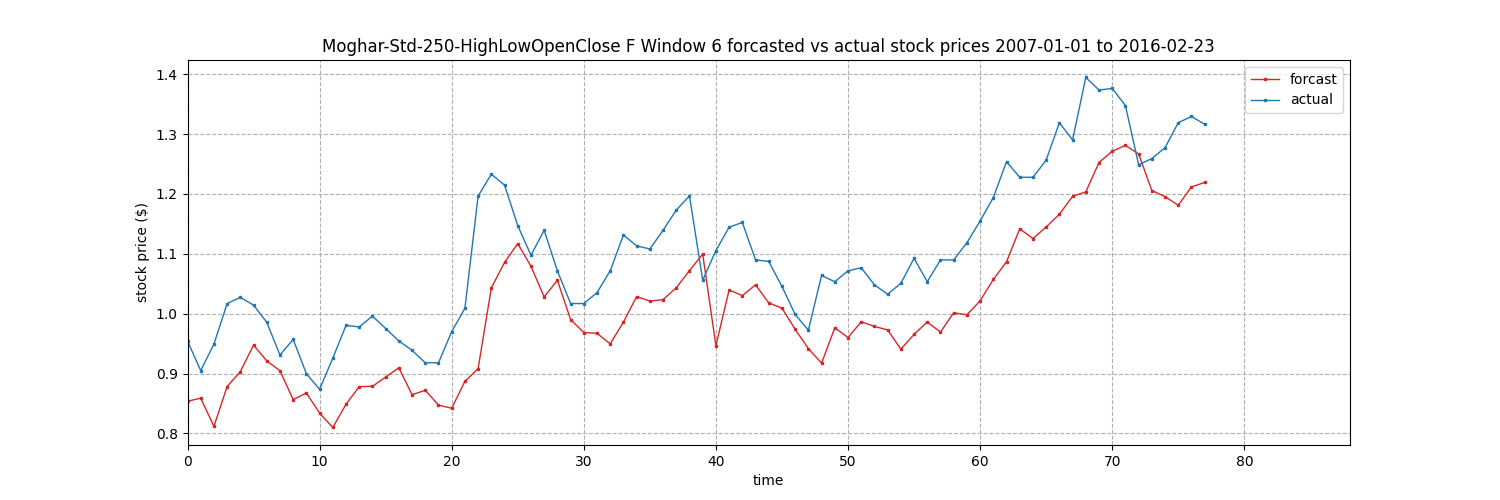 Moghar-Std-250-HighLowOpenClose F Window 6 forcasted vs actual stock prices 2007-01-01 to 2016-02-23
forcast
actual
stock price ($)
1.4
1.3
1.2
1.1
1.0
0.9
0.8
0 10 20 30 40 50 60 70 80
time